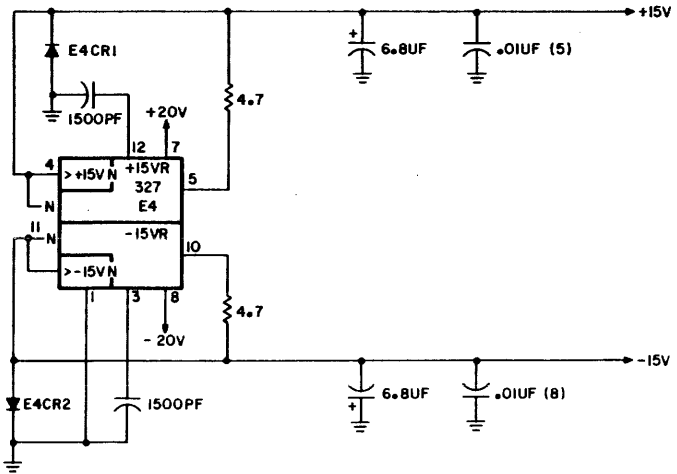 +15V
E4CR1
+
6.8UF
.01UF (5)
4.7
1500PF
+20V
12
7
4
>+15V N
+15VR
327
5
N
E4
11
N
-15VR
10
>-15V N
1
3
8
4.7
-20V
-15V
E4CR2
1500PF
6.8UF
+
.01UF (8)